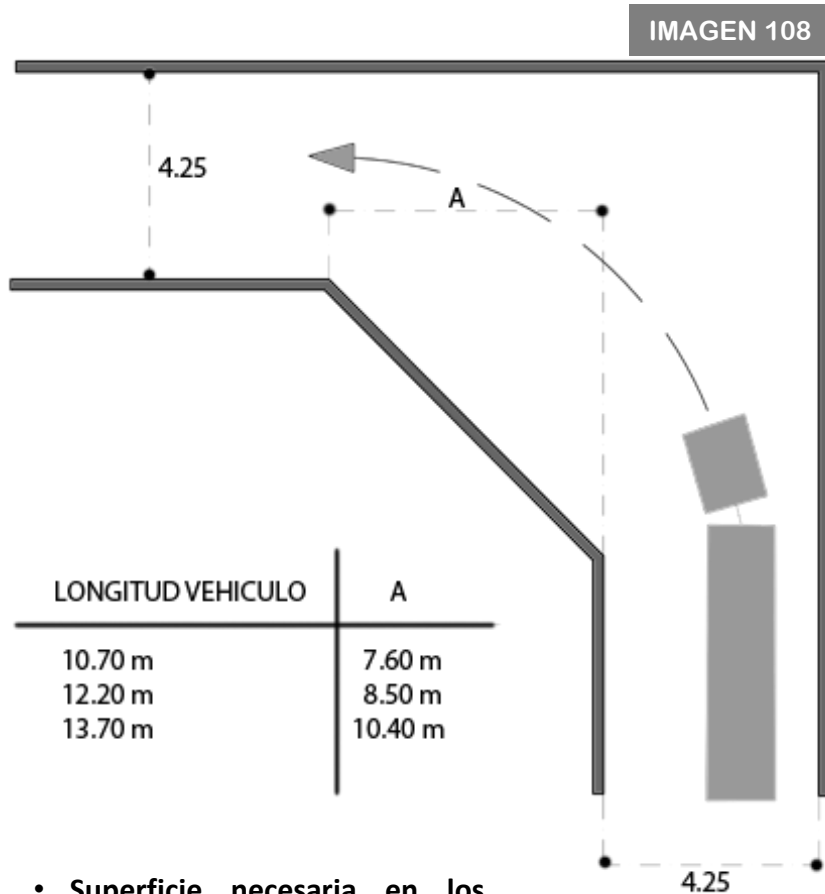 IMAGEN 108
4.25
A
LONGITUD VEHICULO A
10.70 m 7.60 m
12.20 m 8.50 m
13.70 m 10.40 m
4.25
• Superficie necesaria en los